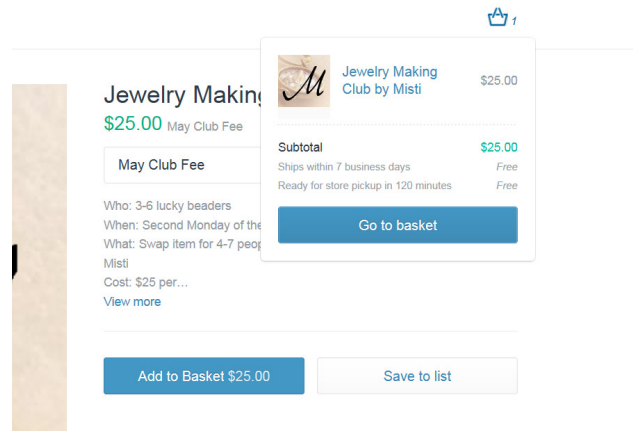 1
Jewelry Making
Club by Misti
$25.00
Subtotal
$25.00
Ships within 7 business days
Free
Ready for store pickup in 120 minutes
Free
Go to basket
Jewelry Making
$25.00 May Club Fee
May Club Fee
Who: 3-6 lucky beaders
When: Second Monday of the
What: Swap item for 4-7
Misti
Cost: $25 per...
View more
Add to Basket $25.00
Save to list
M